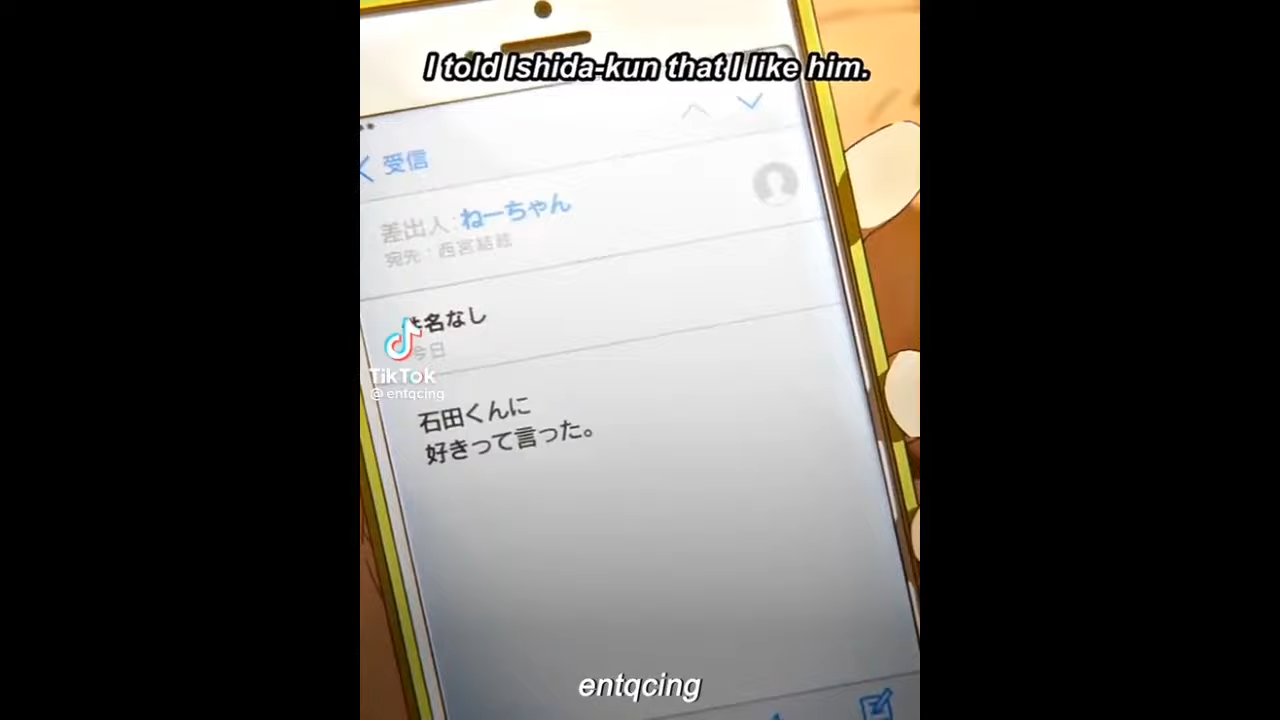 I told Ishida-kun that I like him.
受信
差出人:ねーちゃん
宛先:西宮結絃
件名なし
今日
TikTok
@ entqcing
石田くんに
好きって言った。
entqcing